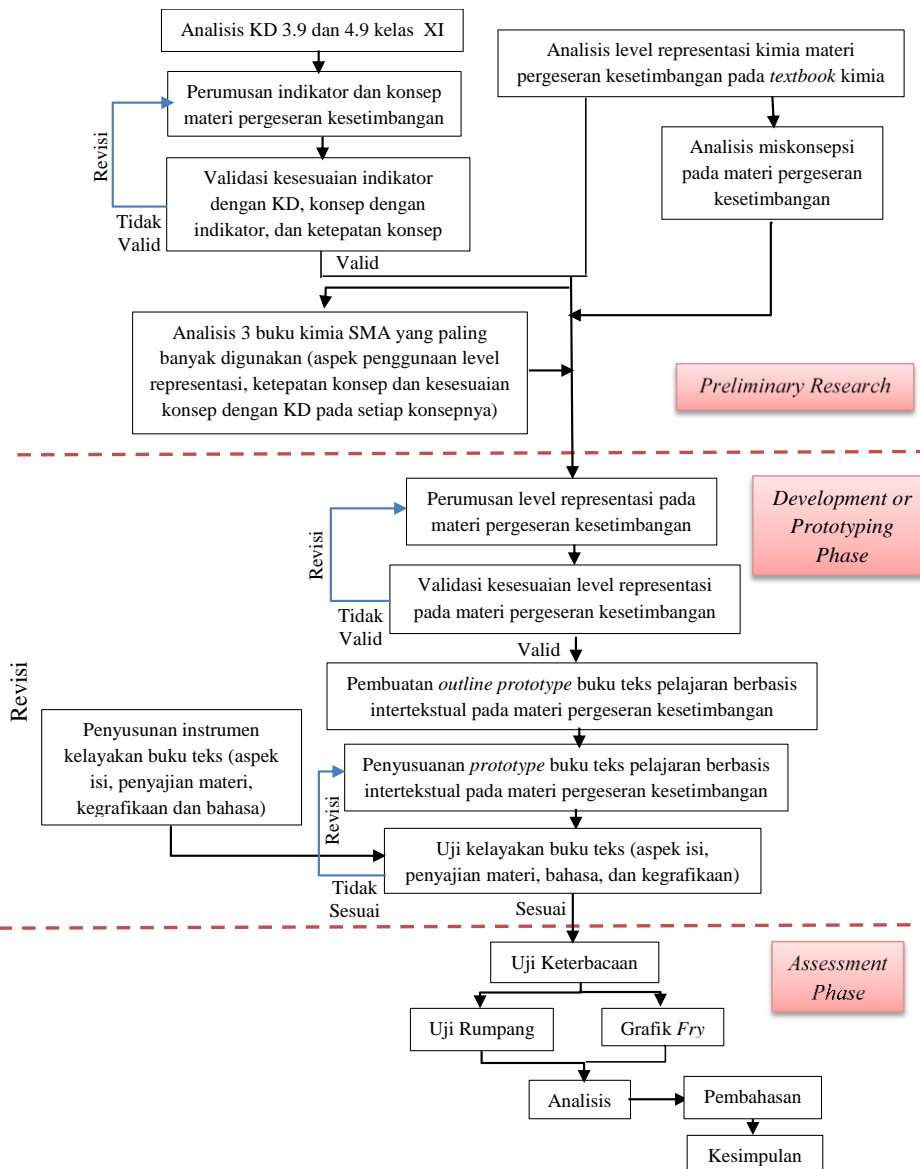 Analisis KD 3.9 dan 4.9 kelas XI
Analisis level representasi kimia materi
pergeseran kesetimbangan pada textbook kimia
Perumusan indikator dan konsep
materi pergeseran kesetimbangan
Revisi
Analisis miskonsepsi
pada materi pergeseran
kesetimbangan
Validasi kesesuaian indikator
dengan KD, konsep dengan
indikator, dan ketepatan konsep
Tidak
Valid
Valid
Analisis 3 buku kimia SMA yang paling
banyak digunakan (aspek penggunaan level
representasi, ketepatan konsep dan kesesuaian
konsep dengan KD pada setiap konsepnya)
Preliminary Research
Perumusan level representasi pada
materi pergeseran kesetimbangan
Development or
Prototyping
Phase
Revisi
Validasi kesesuaian level representasi
pada materi pergeseran kesetimbangan
Tidak
Valid
Valid
Revisi
Pembuatan outline prototype buku teks pelajaran berbasis
intertekstual pada materi pergeseran kesetimbangan
Penyusunan instrumen
kelayakan buku teks (aspek
isi, penyajian materi,
kegrafikaan dan bahasa)
Penyusuanan prototype buku teks pelajaran berbasis
intertekstual pada materi pergeseran kesetimbangan
Revisi
Uji kelayakan buku teks (aspek isi,
penyajian materi, bahasa, dan kegrafikaan)
Tidak
Sesuai
Sesuai
Uji Keterbacaan
Assessment
Phase
Uji Rumpang
Grafik Fry
Analisis
Pembahasan
Kesimpulan